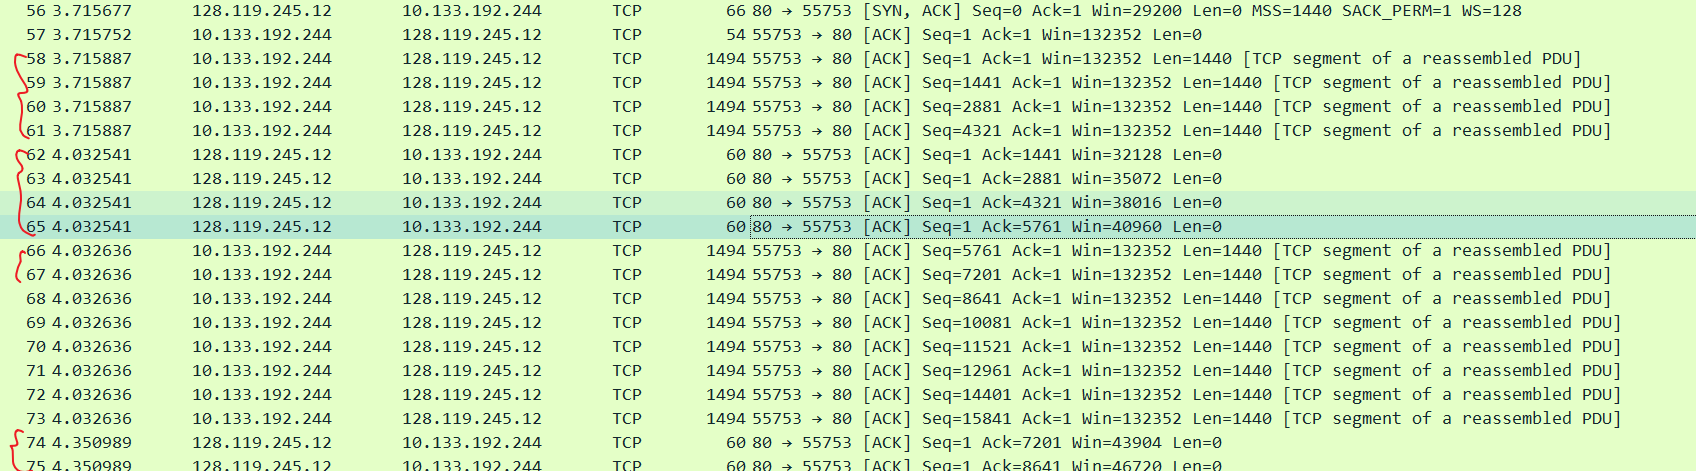 56 3.715677 128.119.245.12 10.133.192.244 TCP 66 80 → 55753 [SYN, ACK] Seq=0 Ack=1 Win=29200 Len=0 MSS=1440 SACK_PERM=1 WS=128
57 3.715752 10.133.192.244 128.119.245.12 TCP 54 55753 → 80 [ACK] Seq=1 Ack=1 Win=132352 Len=0
58 3.715887 10.133.192.244 128.119.245.12 TCP 1494 55753 → 80 [ACK] Seq=1 Ack=1 Win=132352 Len=1440 [TCP segment of a reassembled PDU]
59 3.715887 10.133.192.244 128.119.245.12 TCP 1494 55753 → 80 [ACK] Seq=1441 Ack=1 Win=132352 Len=1440 [TCP segment of a reassembled PDU]
60 3.715887 10.133.192.244 128.119.245.12 TCP 1494 55753 → 80 [ACK] Seq=2881 Ack=1 Win=132352 Len=1440 [TCP segment of a reassembled PDU]
61 3.715887 10.133.192.244 128.119.245.12 TCP 1494 55753 → 80 [ACK] Seq=4321 Ack=1 Win=132352 Len=1440 [TCP segment of a reassembled PDU]
62 4.032541 128.119.245.12 10.133.192.244 TCP 60 80 → 55753 [ACK] Seq=1 Ack=1441 Win=32128 Len=0
63 4.032541 128.119.245.12 10.133.192.244 TCP 60 80 → 55753 [ACK] Seq=1 Ack=2881 Win=35072 Len=0
64 4.032541 128.119.245.12 10.133.192.244 TCP 60 80 → 55753 [ACK] Seq=1 Ack=4321 Win=38016 Len=0
65 4.032541 128.119.245.12 10.133.192.244 TCP 60 80 → 55753 [ACK] Seq=1 Ack=5761 Win=40960 Len=0
66 4.032636 10.133.192.244 128.119.245.12 TCP 1494 55753 → 80 [ACK] Seq=5761 Ack=1 Win=132352 Len=1440 [TCP segment of a reassembled PDU]
67 4.032636 10.133.192.244 128.119.245.12 TCP 1494 55753 → 80 [ACK] Seq=7201 Ack=1 Win=132352 Len=1440 [TCP segment of a reassembled PDU]
68 4.032636 10.133.192.244 128.119.245.12 TCP 1494 55753 → 80 [ACK] Seq=8641 Ack=1 Win=132352 Len=1440 [TCP segment of a reassembled PDU]
69 4.032636 10.133.192.244 128.119.245.12 TCP 1494 55753 → 80 [ACK] Seq=10081 Ack=1 Win=132352 Len=1440 [TCP segment of a reassembled PDU]
70 4.032636 10.133.192.244 128.119.245.12 TCP 1494 55753 → 80 [ACK] Seq=11521 Ack=1 Win=132352 Len=1440 [TCP segment of a reassembled PDU]
71 4.032636 10.133.192.244 128.119.245.12 TCP 1494 55753 → 80 [ACK] Seq=12961 Ack=1 Win=132352 Len=1440 [TCP segment of a reassembled PDU]
72 4.032636 10.133.192.244 128.119.245.12 TCP 1494 55753 → 80 [ACK] Seq=14401 Ack=1 Win=132352 Len=1440 [TCP segment of a reassembled PDU]
73 4.032636 10.133.192.244 128.119.245.12 TCP 1494 55753 → 80 [ACK] Seq=15841 Ack=1 Win=132352 Len=1440 [TCP segment of a reassembled PDU]
74 4.350989 128.119.245.12 10.133.192.244 TCP 60 80 → 55753 [ACK] Seq=1 Ack=7201 Win=43904 Len=0
75 4.350989 128.119.245.12 10.133.192.244 TCP 60 80 → 55753 [ACK] Seq=1 Ack=8641 Win=46720 Len=0